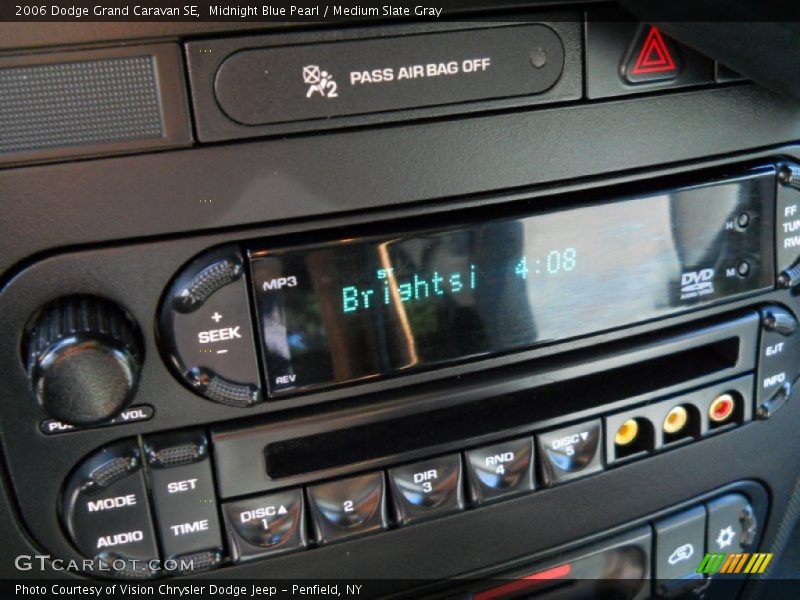 2006 Dodge Grand Caravan SE, Midnight Blue Pearl / Medium Slate Gray
2 PASS AIR BAG OFF
FF
TUN
RW
MP3
ST
Brightsi 4:08
H
M
DVD
+
SEEK
-
REV
EJT
INFO
VOL
DISC▲ 1
2
DIR 3
RND 4
DISC▼ 5
MODE
SET
AUDIO
TIME
GTCARLOT.COM
Photo Courtesy of Vision Chrysler Dodge Jeep – Penfield, NY